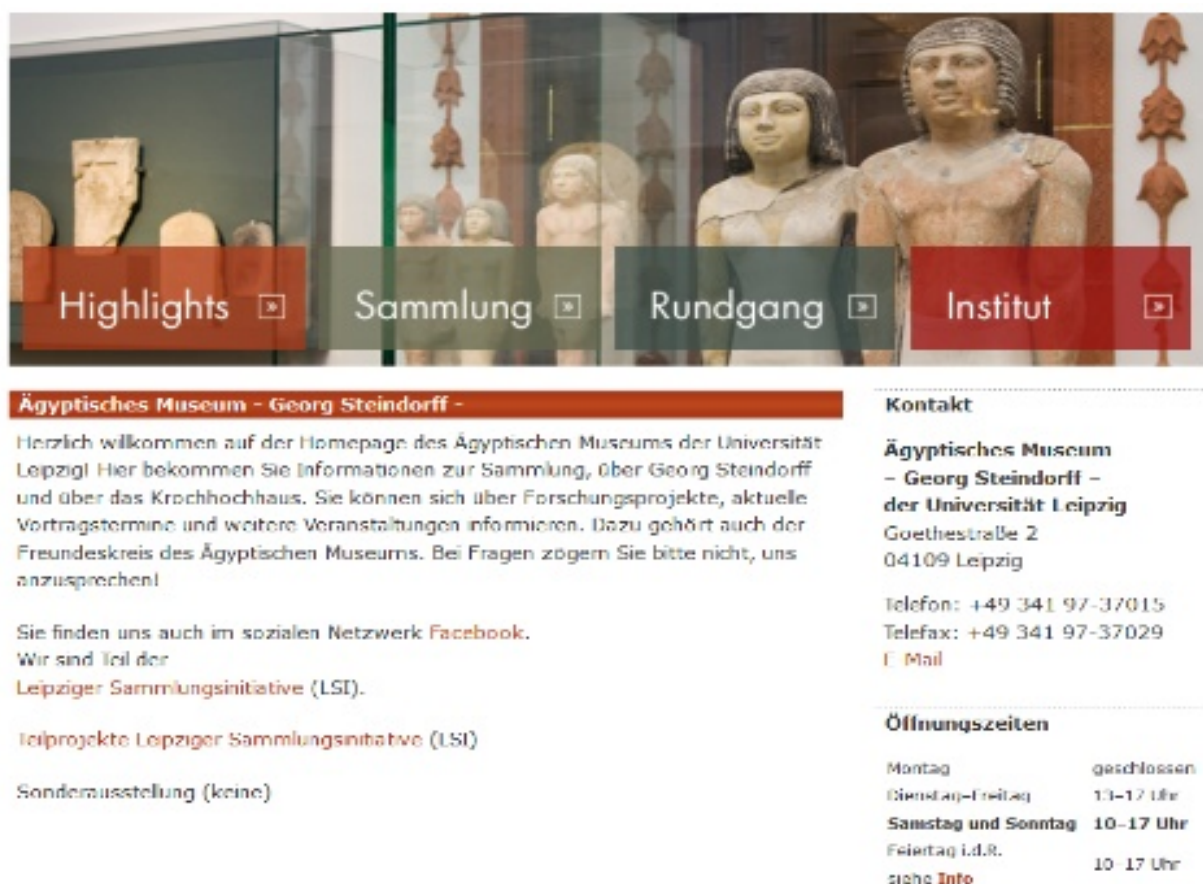 Highlights
Sammlung
Rundgang
Institut
Ägyptisches Museum - Georg Steindorff -
Herzlich willkommen auf der Homepage des Ägyptischen Museums der Universität
Leipzig! Hier bekommen Sie Informationen zur Sammlung, über Georg Steindorff
und über das Krochhochhaus. Sie können sich über Forschungsprojekte, aktuelle
Vortragstermine und weitere Veranstaltungen informieren. Dazu gehört auch der
Freundeskreis des Ägyptischen Museums. Bei Fragen zögern Sie bitte nicht, uns
anzusprechen!
Sie finden uns auch im sozialen Netzwerk Facebook.
Wir sind Teil der
Leipziger Sammlungsinitiative (LSI).
Teilprojekte Leipziger Sammlungsinitiative (LSI)
Sonderausstellung (keine)
Kontakt
Ägyptisches Museum
– Georg Steindorff –
der Universität Leipzig
Goethestraße 2
04109 Leipzig
Telefon: +49 341 97-37015
Telefax: +49 341 97-37029
E-Mail
Öffnungszeiten
Montag geschlossen
Dienstag–Freitag 13–17 Uhr
Samstag und Sonntag 10–17 Uhr
Feiertag i.d.R. 10–17 Uhr
siehe Info